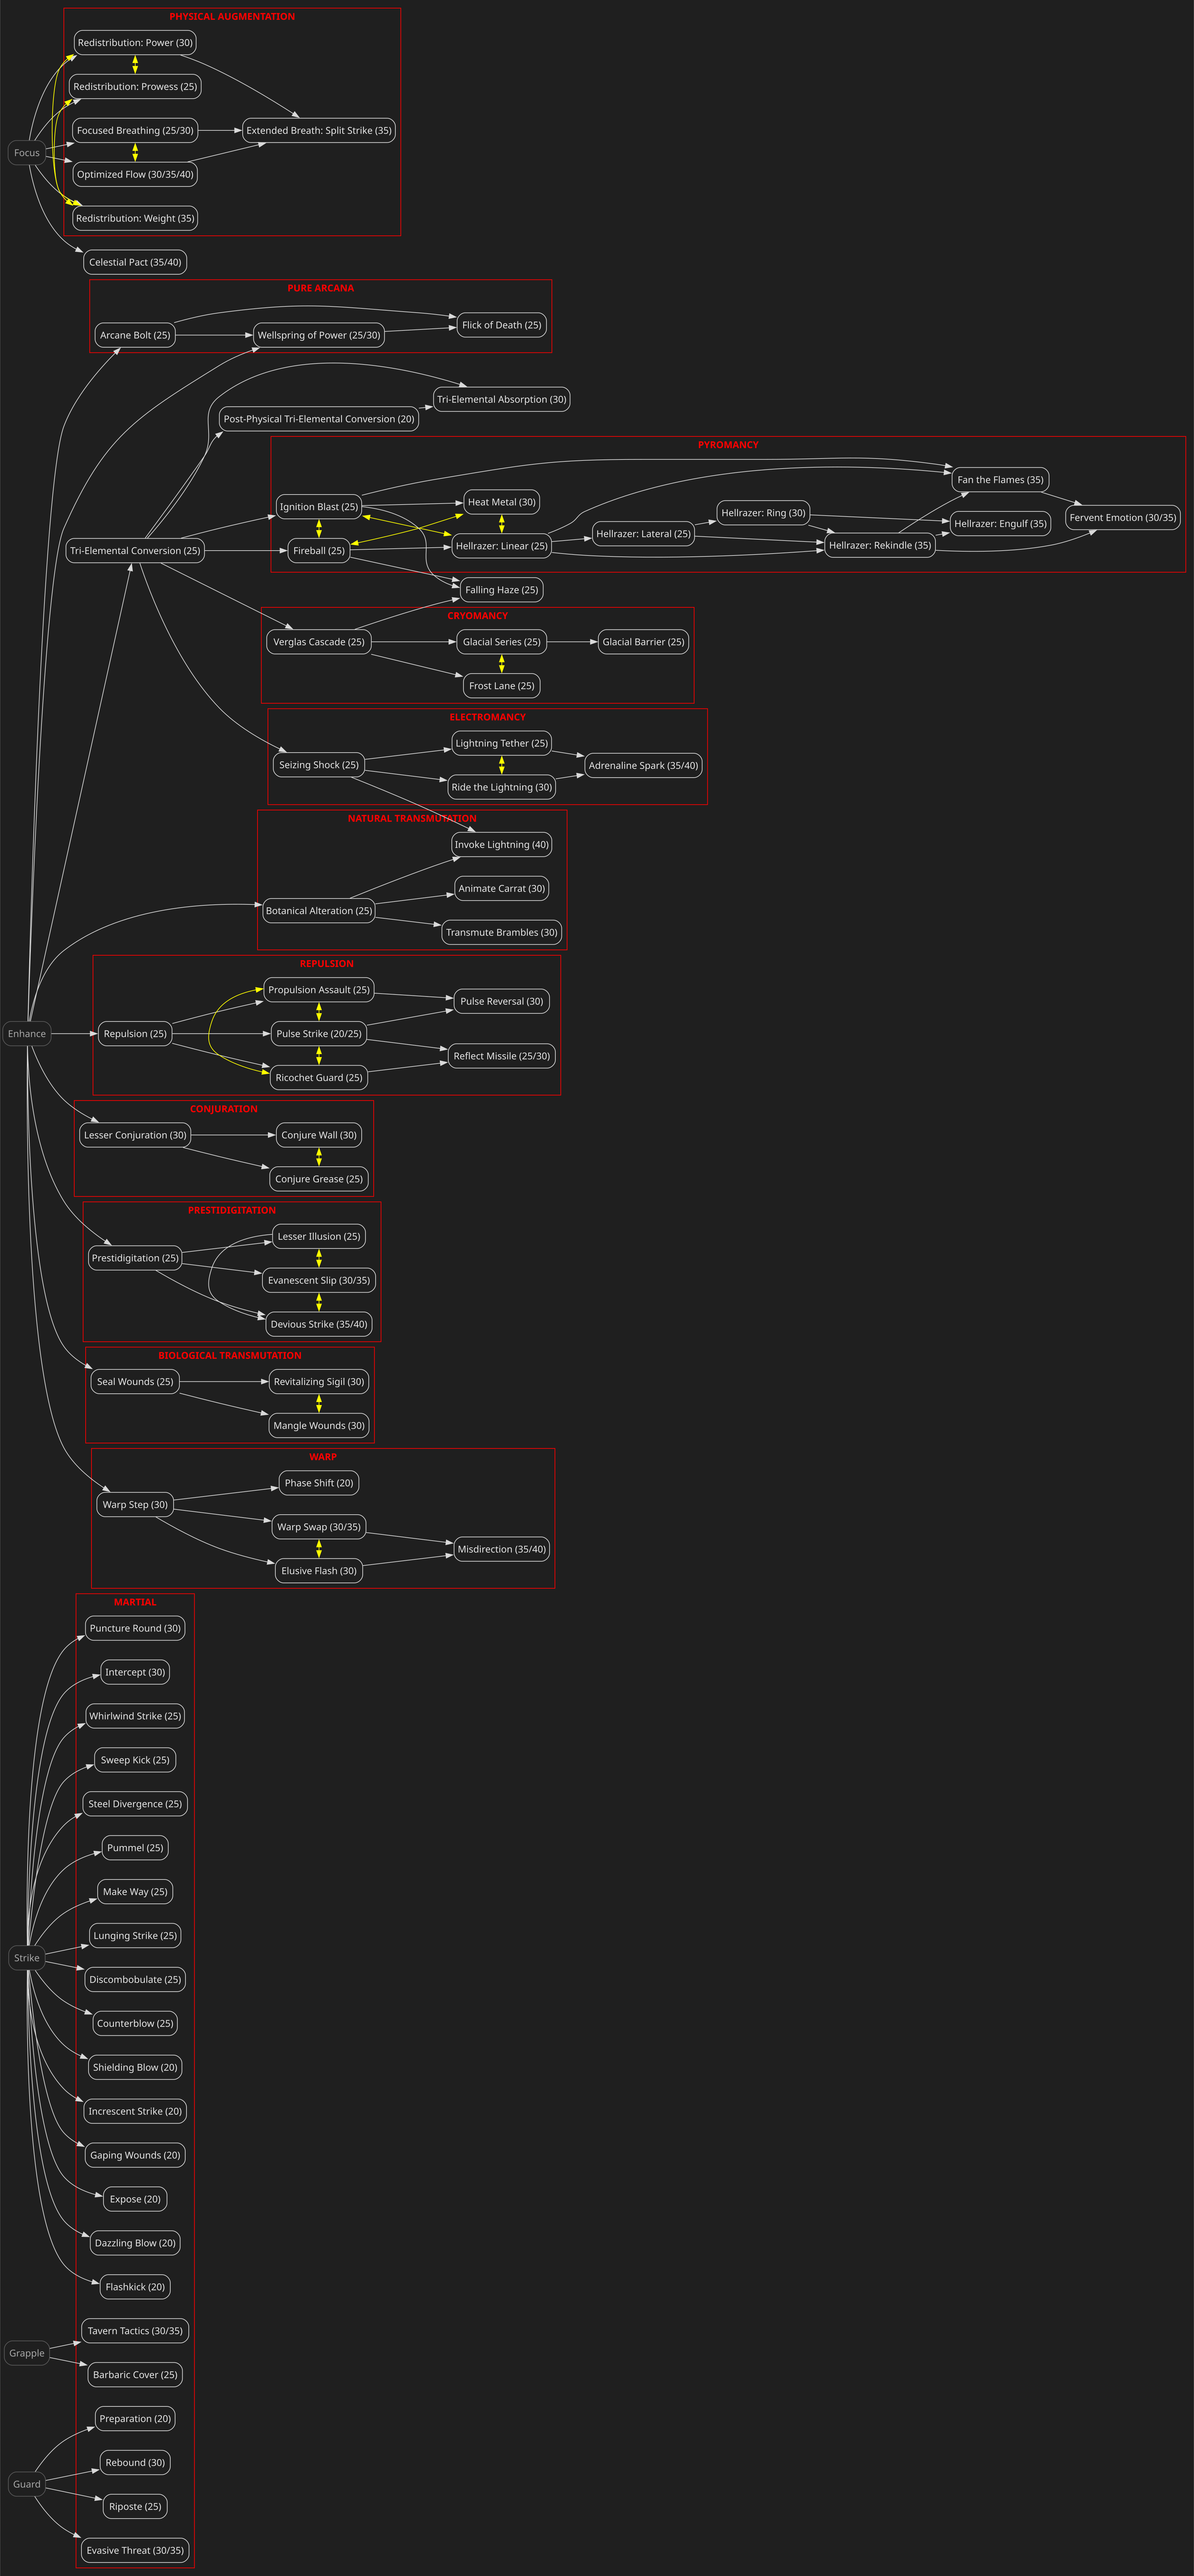 PHYSICAL AUGMENTATION
Redistribution: Power (30)
Redistribution: Prowess (25)
Focused Breathing (25/30)
Extended Breath: Split Strike (35)
Focus
Optimized Flow (30/35/40)
Redistribution: Weight (35)
Celestial Pact (35/40)
PURE ARCANA
Arcane Bolt (25)
Wellspring of Power (25/30)
Flick of Death (25)
Tri-Elemental Absorption (30)
Post-Physical Tri-Elemental Conversion (20)
PYROMANCY
Ignition Blast (25)
Heat Metal (30)
Fan the Flames (35)
Hellrazer: Ring (30)
Hellrazer: Engulf (35)
Fervent Emotion (30/35)
Tri-Elemental Conversion (25)
Fireball (25)
Hellrazer: Linear (25)
Hellrazer: Lateral (25)
Hellrazer: Rekindle (35)
Falling Haze (25)
CRYOMANCY
Verglas Cascade (25)
Glacial Series (25)
Glacial Barrier (25)
Frost Lane (25)
ELECTROMANCY
Seizing Shock (25)
Lightning Tether (25)
Adrenaline Spark (35/40)
Ride the Lightning (30)
NATURAL TRANSMUTATION
Invoke Lightning (40)
Animate Carrat (30)
Botanical Alteration (25)
Transmute Brambles (30)
REPULSION
Propulsion Assault (25)
Pulse Reversal (30)
Enhance
Repulsion (25)
Pulse Strike (20/25)
Reflect Missile (25/30)
Ricochet Guard (25)
CONJURATION
Lesser Conjuration (30)
Conjure Wall (30)
Conjure Grease (25)
PRESTIDIGITATION
Lesser Illusion (25)
Prestidigitation (25)
Evanescent Slip (30/35)
Devious Strike (35/40)
BIOLOGICAL TRANSMUTATION
Seal Wounds (25)
Revitalizing Sigil (30)
Mangle Wounds (30)
WARP
Phase Shift (20)
Warp Step (30)
Warp Swap (30/35)
Misdirection (35/40)
Elusive Flash (30)
MARTIAL
Puncture Round (30)
Intercept (30)
Whirlwind Strike (25)
Sweep Kick (25)
Steel Divergence (25)
Pummel (25)
Make Way (25)
Lunging Strike (25)
Strike
Discombobulate (25)
Counterblow (25)
Shielding Blow (20)
Increscent Strike (20)
Gaping Wounds (20)
Expose (20)
Dazzling Blow (20)
Flashkick (20)
Tavern Tactics (30/35)
Grapple
Barbaric Cover (25)
Preparation (20)
Rebound (30)
Guard
Riposte (25)
Evasive Threat (30/35)